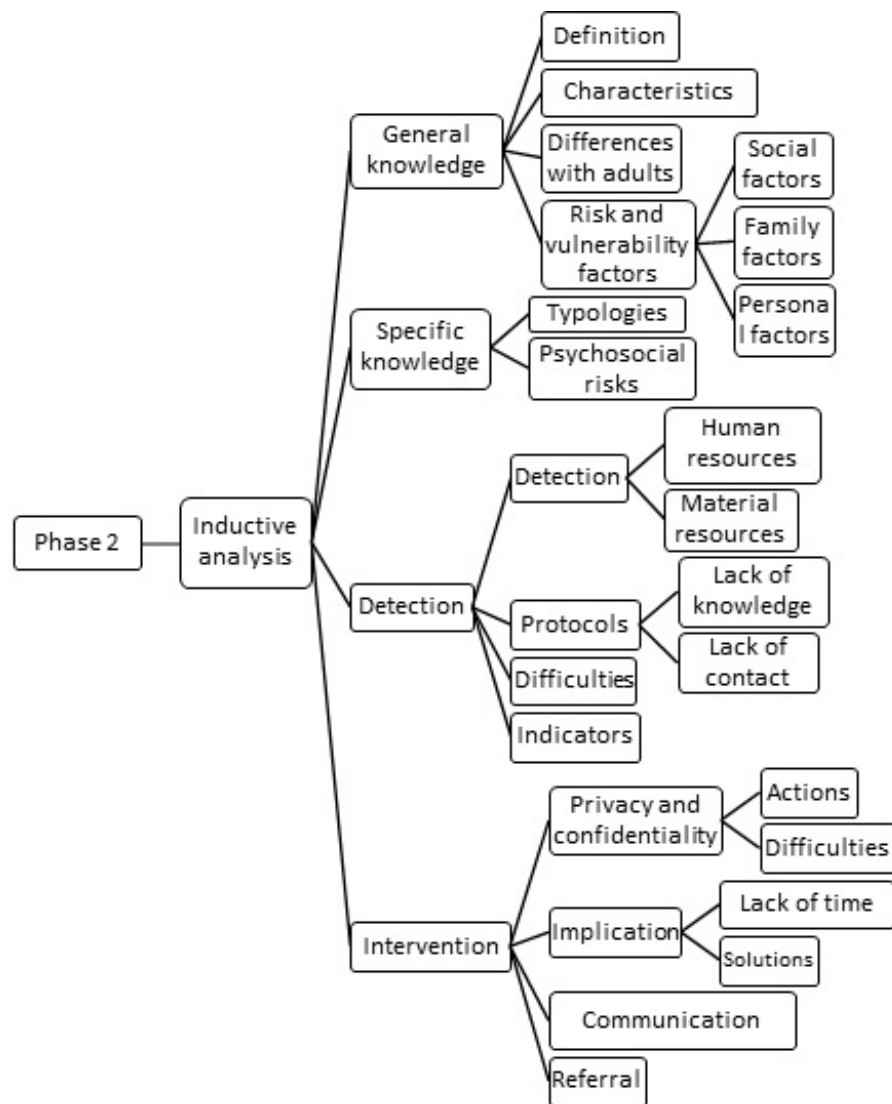 Phase 2
Inductive
analysis
General
knowledge
Definition
Characteristics
Differences
with adults
Risk and
vulnerability
factors
Social
factors
Family
factors
Persona
l factors
Specific
knowledge
Typologies
Psychosocial
risks
Detection
Detection
Human
resources
Material
resources
Protocols
Lack of
knowledge
Lack of
contact
Difficulties
Indicators
Intervention
Privacy and
confidentiality
Actions
Difficulties
Implication
Lack of time
Solutions
Communication
Referral